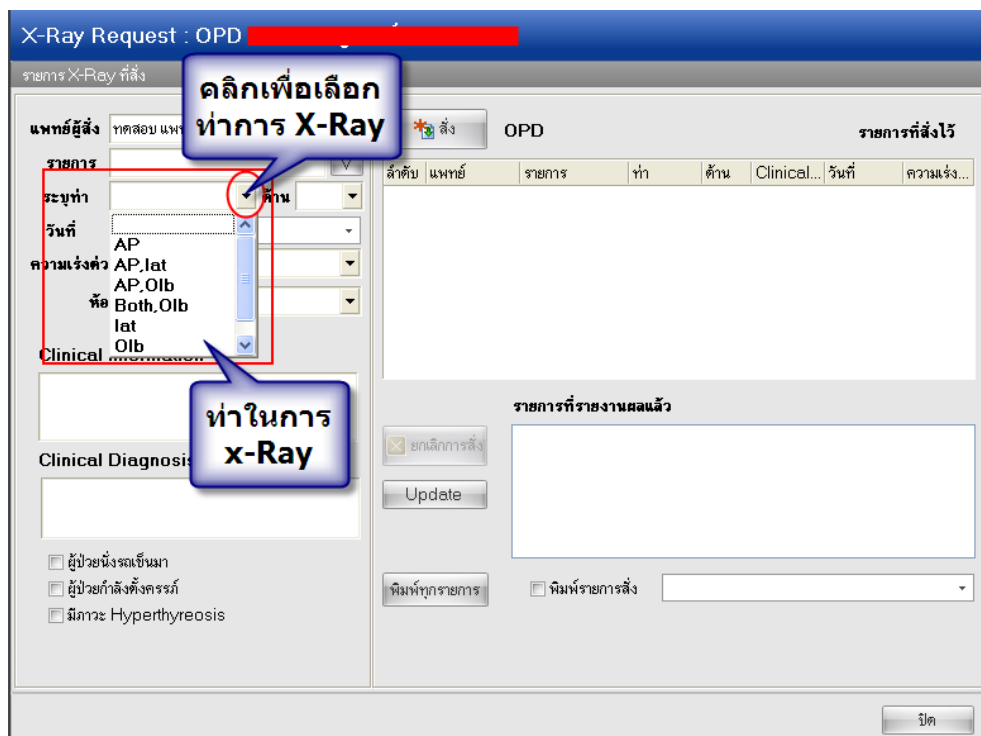 X-Ray Request : OPD
รายการ X-Ray ที่สั่ง
คลิกเพื่อเลือก
ท่าการ X-Ray
แพทย์ผู้สั่ง ทดสอบ
สั่ง OPD รายการที่สั่งไว้
รายการ
ลำดับ แพทย์ รายการ ท่า ด้าน Clinical... วันที่ ความเร่ง...
ระบุท่า ด้าน
วันที่
AP
ความเร่งด่ว AP,lat
AP,Olb
Both,Olb
lat
Olb
Clinical
ท่าในการ
x-Ray
รายการที่รายงานผลแล้ว
ยกเลิกการสั่ง
Clinical Diagnosis
Update
ผู้ป่วยนั่งรถเข็นมา
ผู้ป่วยกำลังตั้งครรภ์
พิมพ์ทุกรายการ พิมพ์รายการสั่ง
มีภาวะ Hyperthyreosis
ปิด